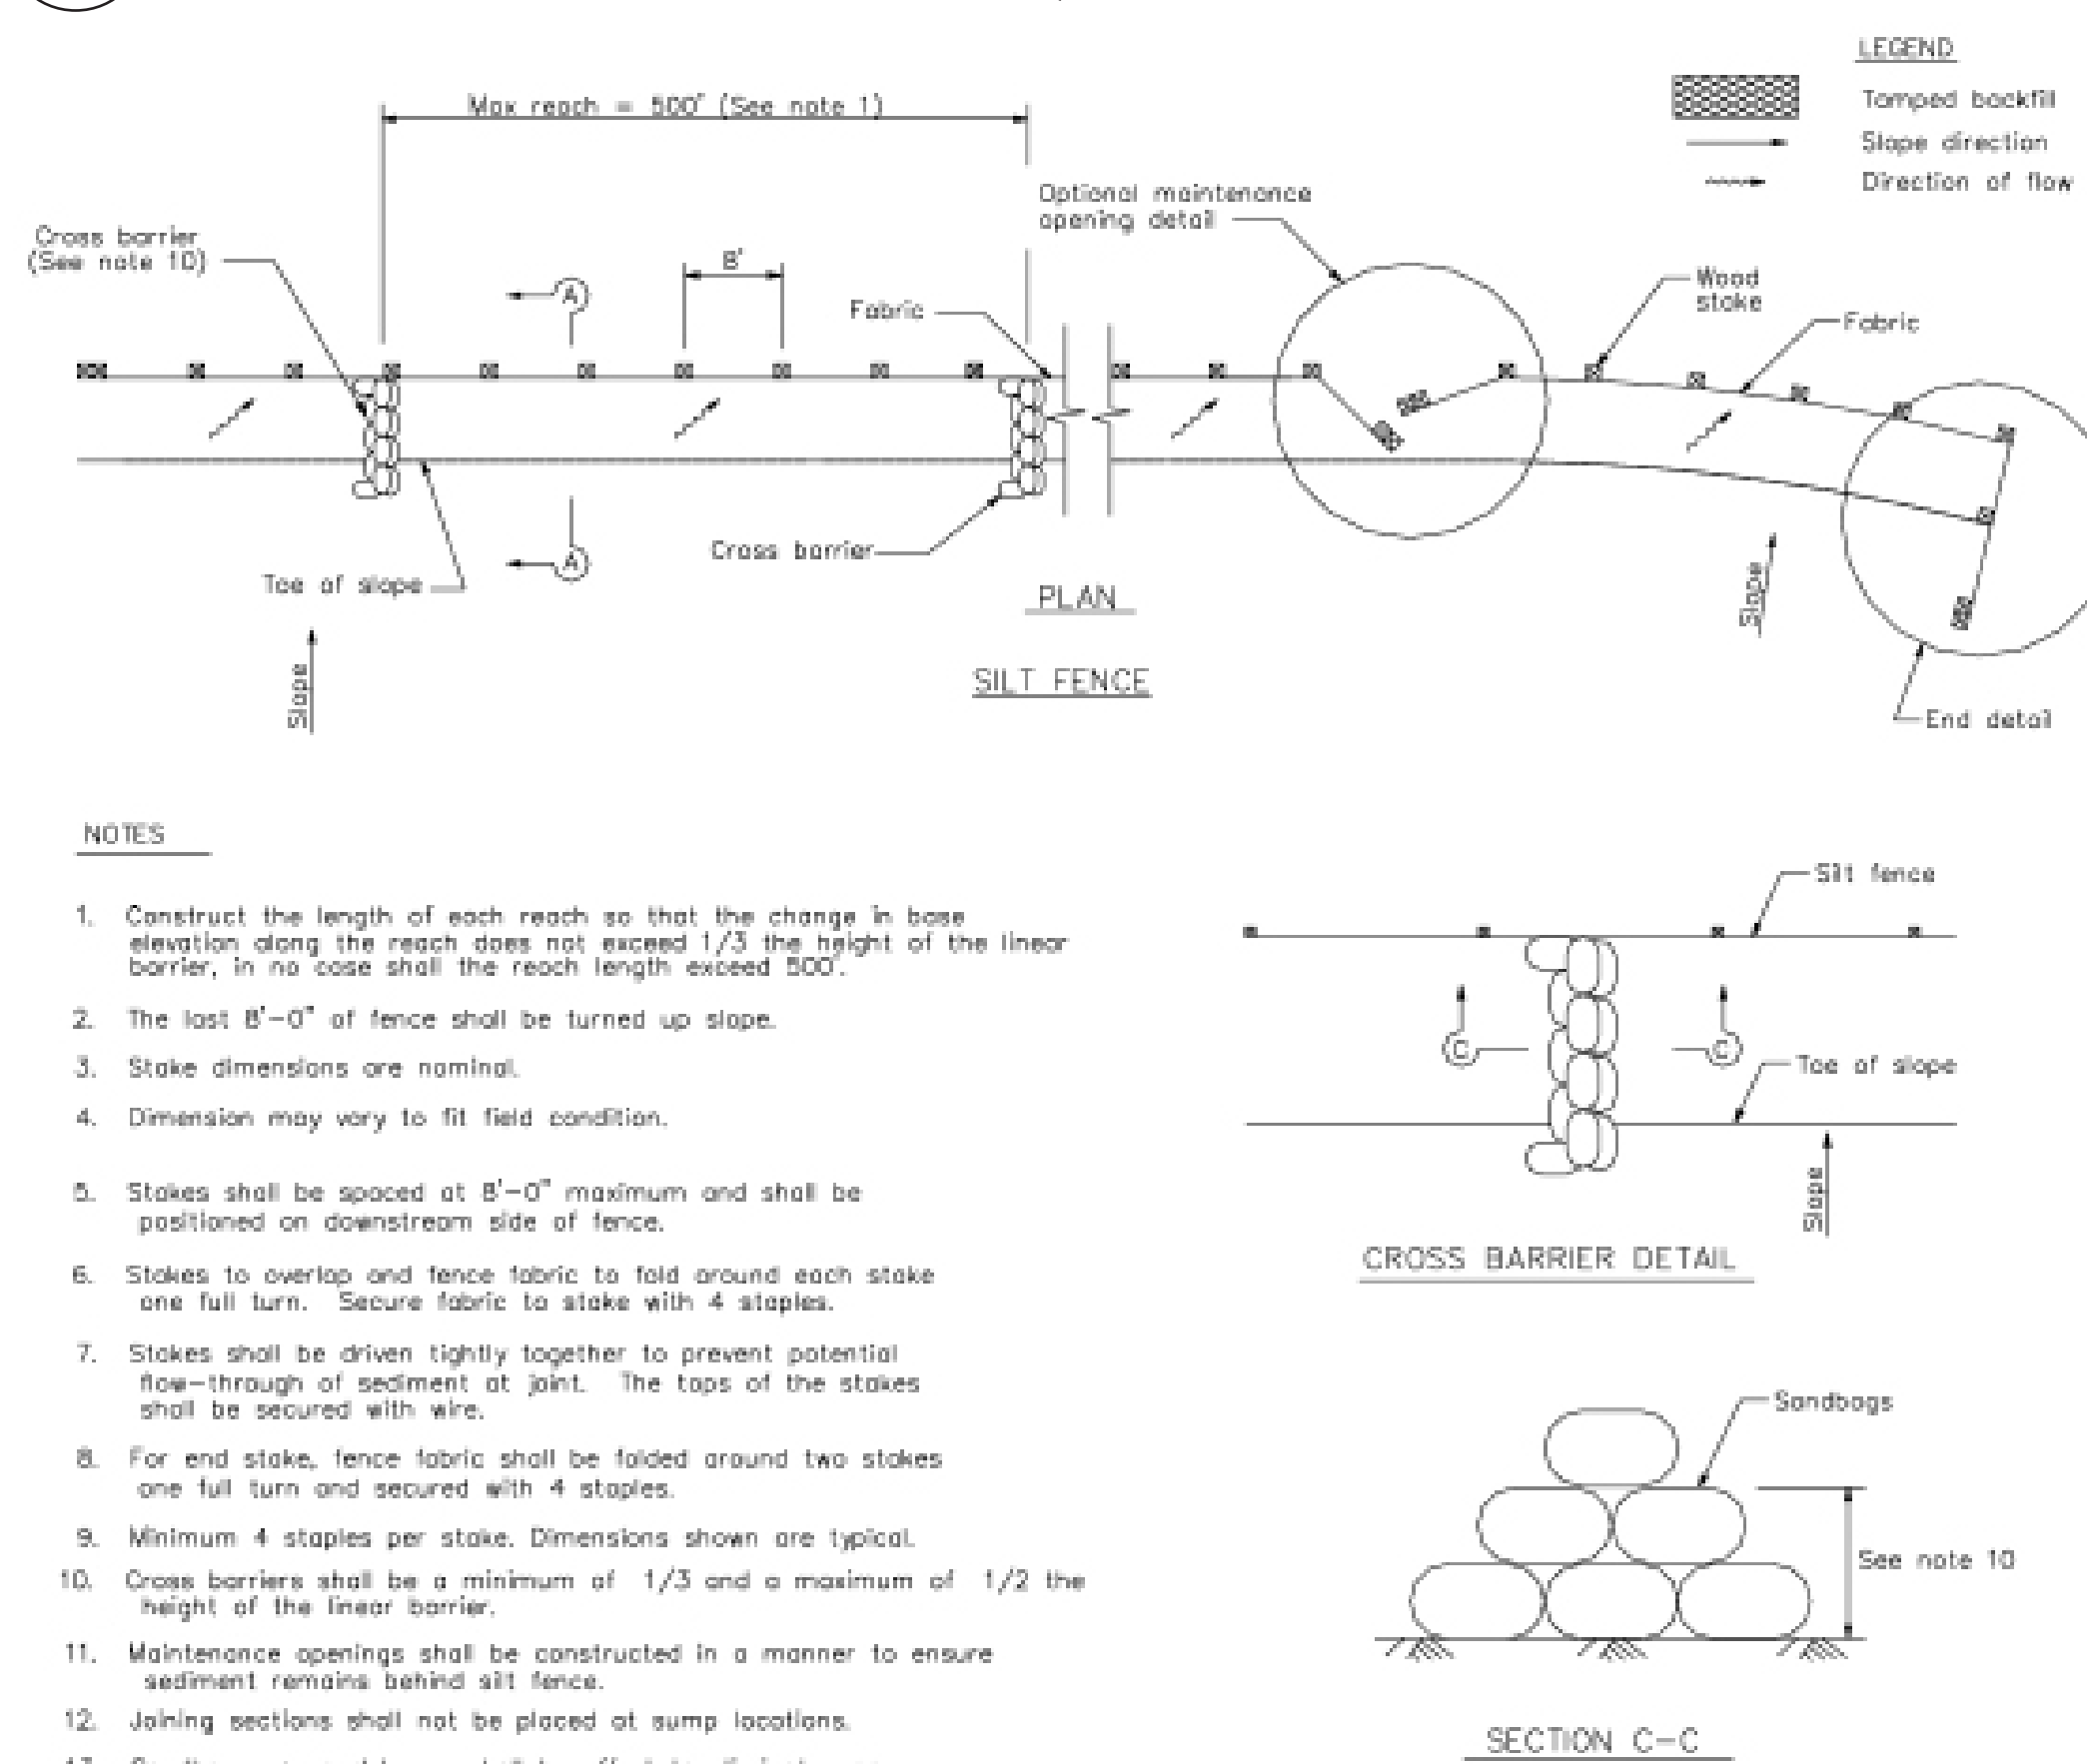 LEGEND
Tamped backfill
Slope direction
Direction of flow
Max reach = 500' (See note 1)
Optional maintenance
opening detail
Cross barrier
(See note 10)
8'
A
Fabric
Wood
stake
Fabric
Cross barrier
A
Toe of slope
PLAN
Slope
Slope
SILT FENCE
End detail
NOTES
1. Construct the length of each reach so that the change in base
elevation along the reach does not exceed 1/3 the height of the linear
barrier, in no case shall the reach length exceed 500'.
2. The last 8'-0" of fence shall be turned up slope.
3. Stake dimensions are nominal.
4. Dimension may vary to fit field condition.
5. Stakes shall be spaced at 8'-0" maximum and shall be
positioned on downstream side of fence.
6. Stakes to overlap and fence fabric to fold around each stake
one full turn. Secure fabric to stake with 4 staples.
7. Stakes shall be driven tightly together to prevent potential
flow-through of sediment at joint. The tops of the stakes
shall be secured with wire.
8. For end stake, fence fabric shall be folded around two stakes
one full turn and secured with 4 staples.
9. Minimum 4 staples per stake. Dimensions shown are typical.
10. Cross barriers shall be a minimum of 1/3 and a maximum of 1/2 the
height of the linear barrier.
11. Maintenance openings shall be constructed in a manner to ensure
sediment remains behind silt fence.
12. Joining sections shall not be placed at sump locations.
Silt fence
C
C
Toe of slope
Slope
CROSS BARRIER DETAIL
Sandbags
See note 10
SECTION C-C